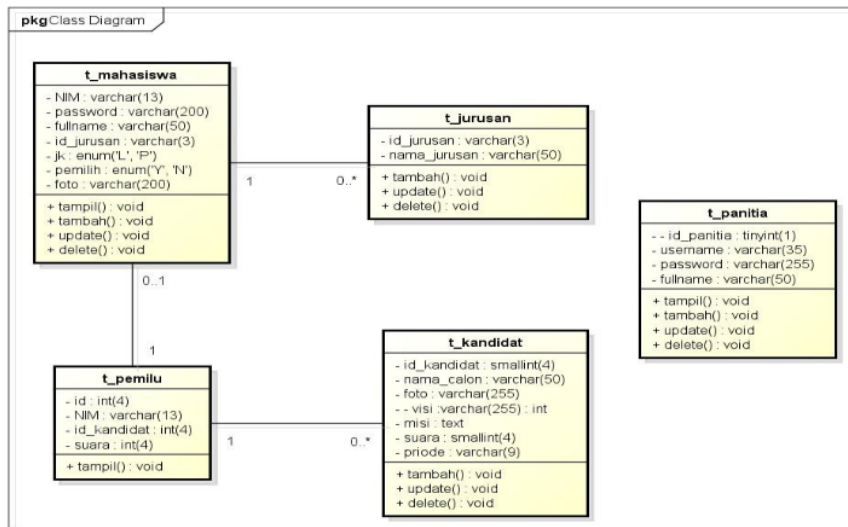 pkg Class Diagram
t_mahasiswa
- NIM : varchar(13)
- password : varchar(200)
- fullname : varchar(50)
- id_jurusan : varchar(3)
- jk : enum('L', 'P')
- pemilih : enum('Y', 'N')
- foto : varchar(200)
+ tampil() : void
+ tambah() : void
+ update() : void
+ delete() : void
1
0..*
t_jurusan
- id_jurusan : varchar(3)
- nama_jurusan : varchar(50)
+ tambah() : void
+ update() : void
+ delete() : void
t_panitia
- - id_panitia : tinyint(1)
- username : varchar(35)
- password : varchar(255)
- fullname : varchar(50)
+ tampil() : void
+ tambah() : void
+ update() : void
+ delete() : void
0..1
1
t_pemilu
- id : int(4)
- NIM : varchar(13)
- id_kandidat : int(4)
- suara : int(4)
+ tampil() : void
1
0..*
t_kandidat
- id_kandidat : smallint(4)
- nama_calon : varchar(50)
- foto : varchar(255)
- - visi :varchar(255) : int
- misi : text
- suara : smallint(4)
- priode : varchar(9)
+ tambah() : void
+ update() : void
+ delete() : void